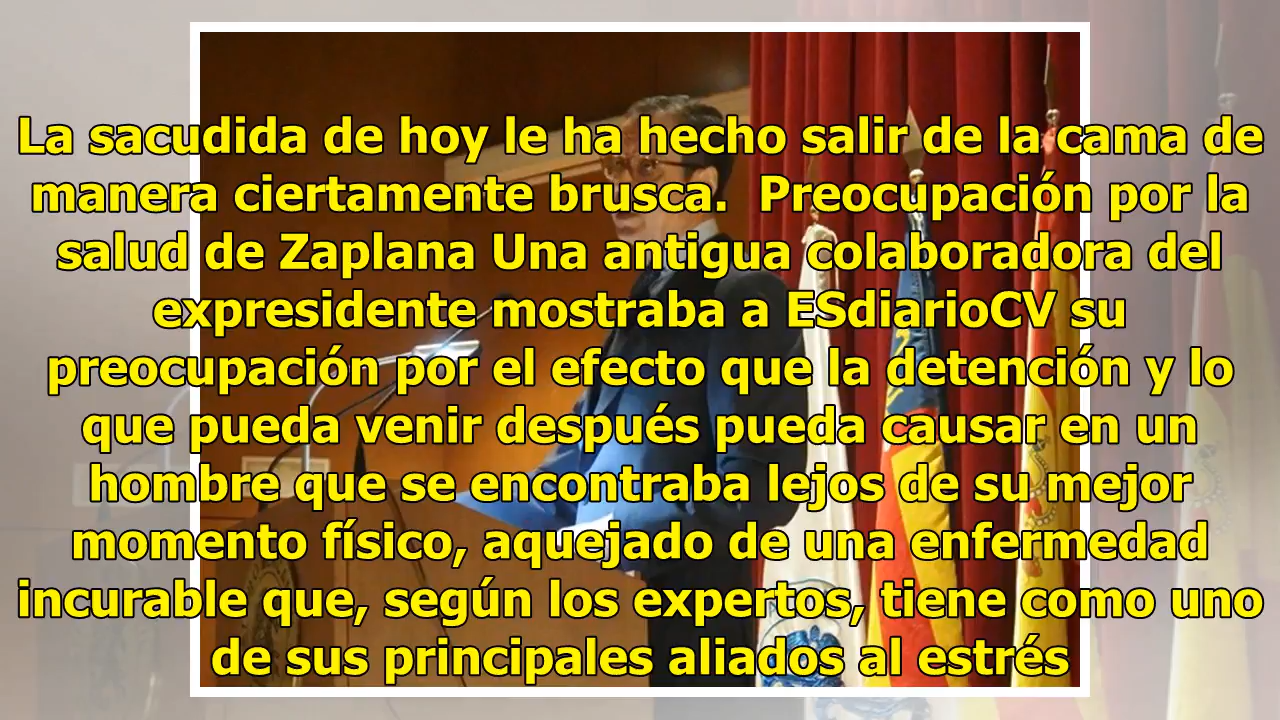 La sacudida de hoy le ha hecho salir de la cama de
manera ciertamente brusca.  Preocupación por la
salud de Zaplana Una antigua colaboradora del
expresidente mostraba a ESdiarioCV su
preocupación por el efecto que la detención y lo
que pueda venir después pueda causar en un
hombre que se encontraba lejos de su mejor
momento físico, aquejado de una enfermedad
incurable que, según los expertos, tiene como uno
de sus principales aliados al estrés